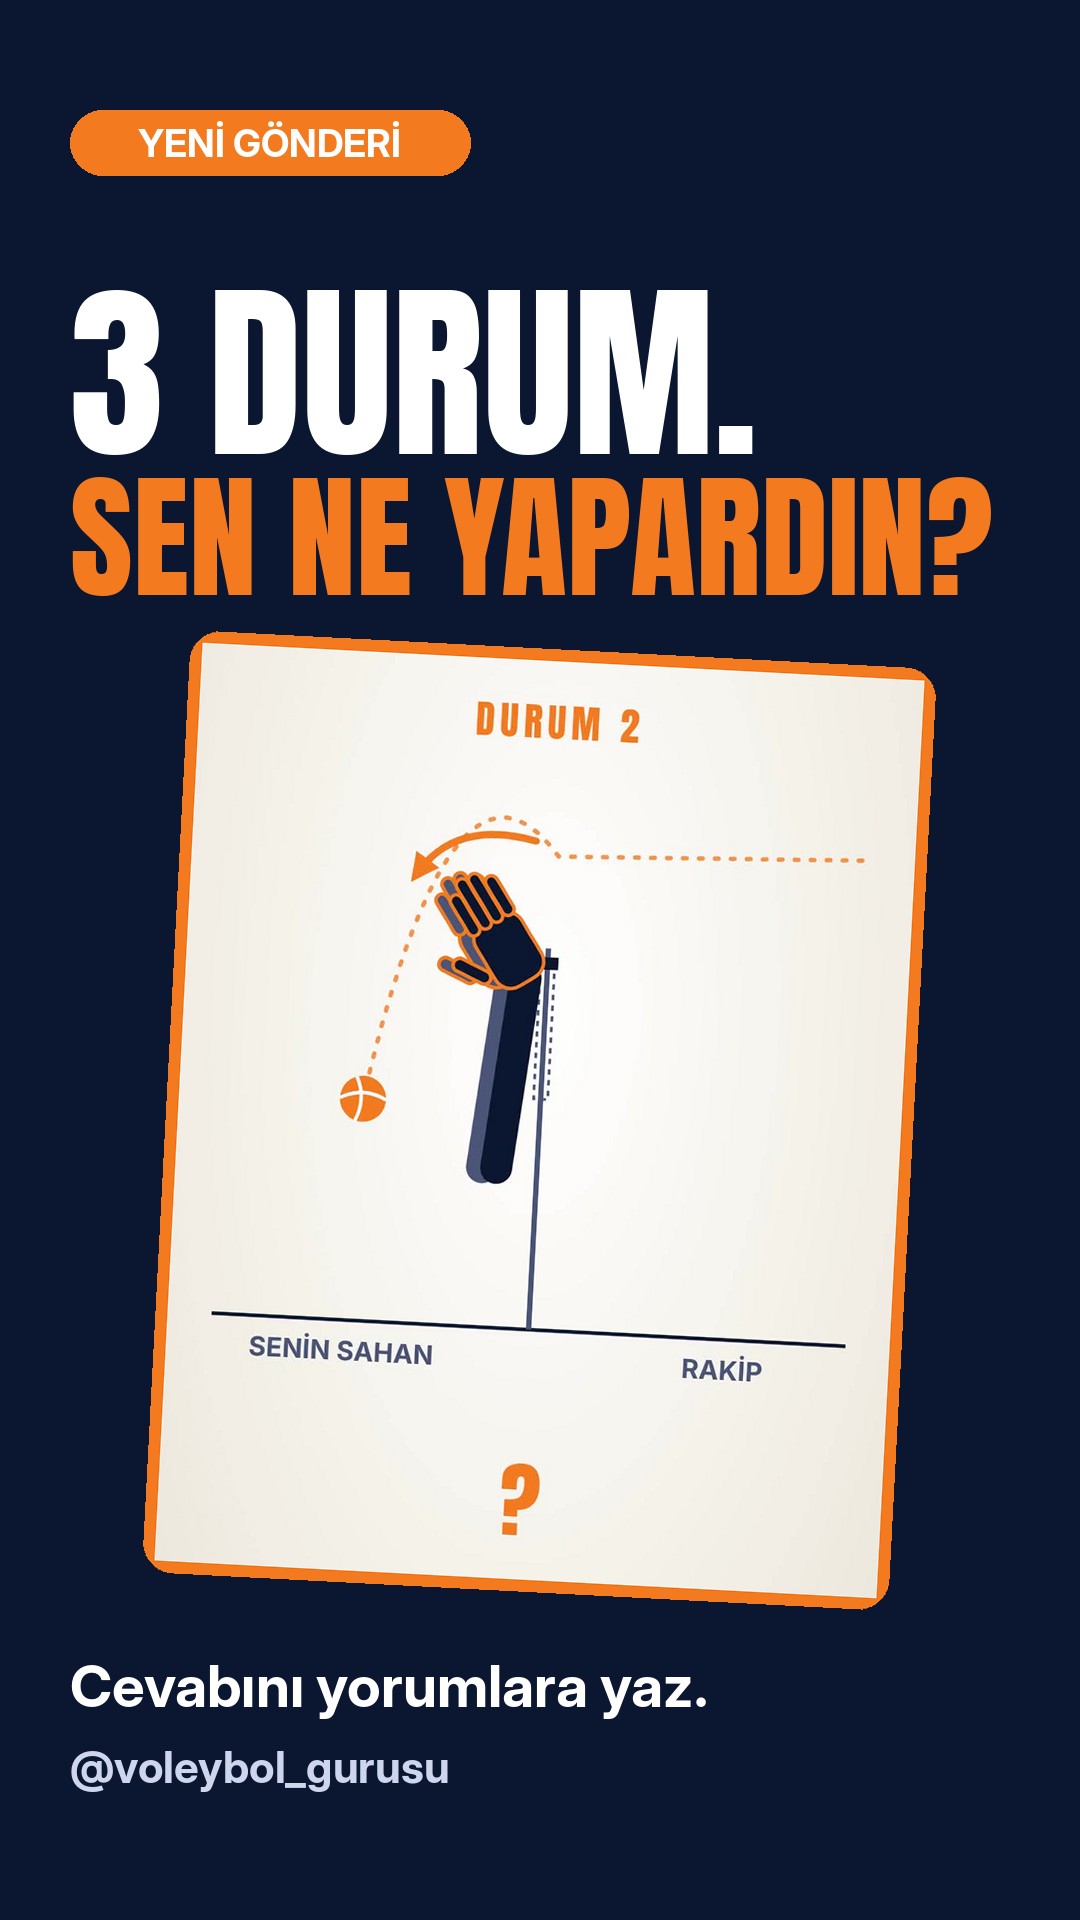 YENİ GÖNDERİ
3 DURUM.
SEN NE YAPARDIN?
DURUM 2
SENİN SAHAN
RAKİP
?
Cevabını yorumlara yaz.
@voleybol_gurusu